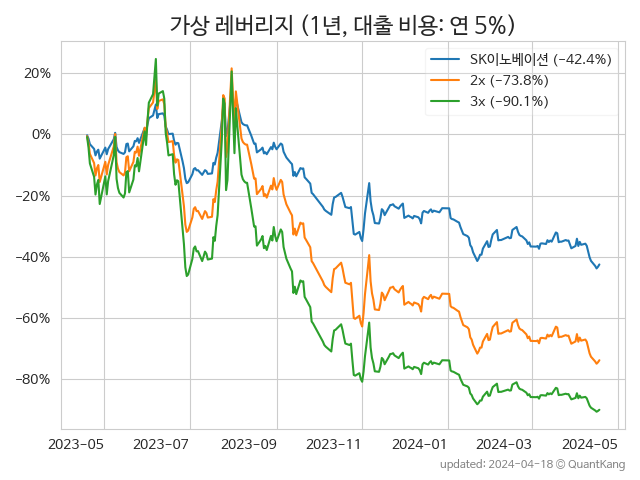 가상 레버리지 (1년, 대출 비용: 연 5%)
SK이노베이션 (−42.4%)
2x (−73.8%)
3x (−90.1%)
20%
0%
−20%
−40%
−60%
−80%
2023-05 2023-07 2023-09 2023-11 2024-01 2024-03 2024-05
updated: 2024-04-18 © QuantKang